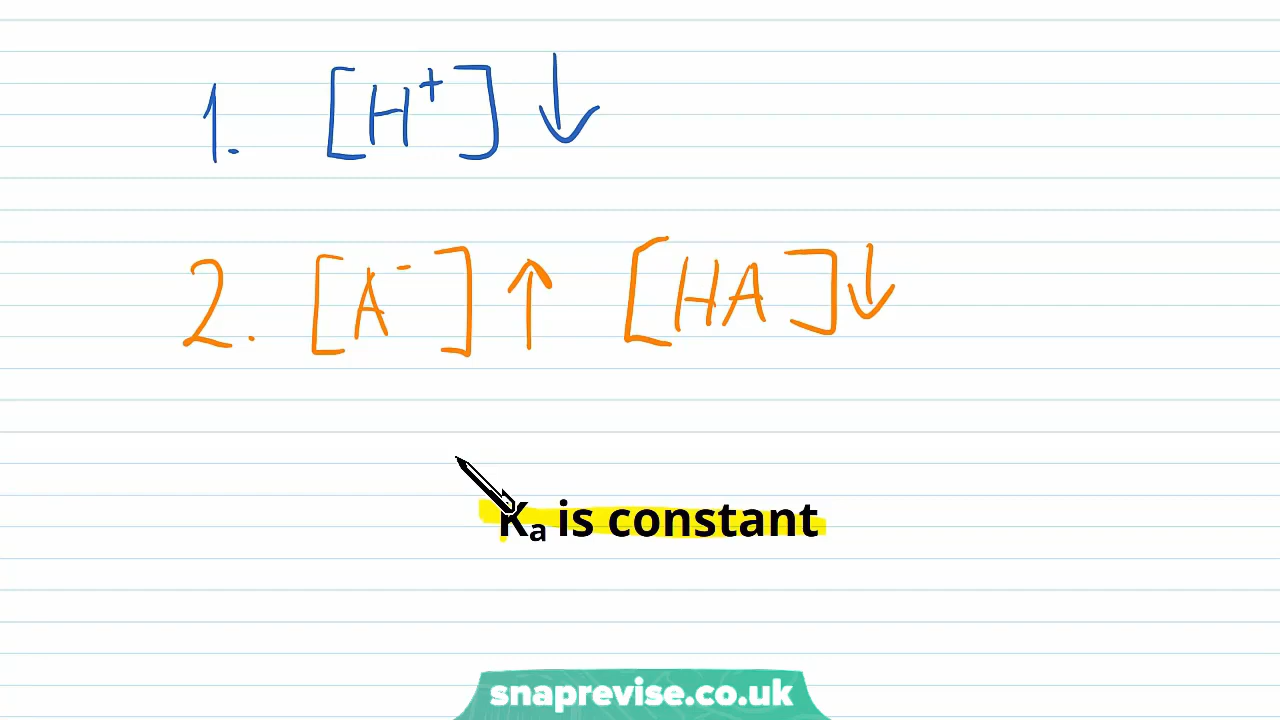 1. [H⁺] ↓
2. [A⁻] ↑ [HA] ↓
Kₐ is constant
snaprevise.co.uk